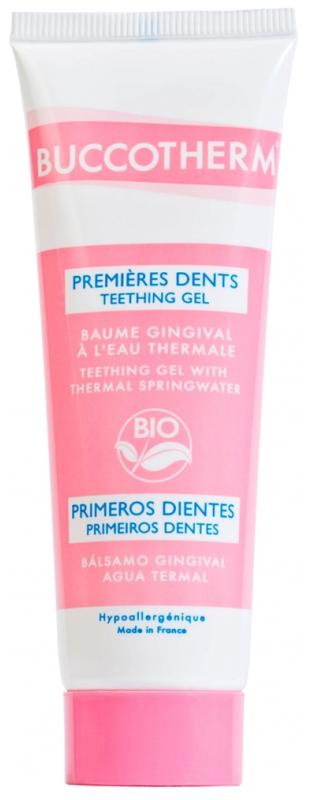 BUCCOTHERM®
PREMIÈRES DENTS
TEETHING GEL
BAUME GINGIVAL
À L'EAU THERMALE
TEETHING GEL WITH
THERMAL SPRINGWATER
BIO
PRIMEROS DIENTES
PRIMEIROS DENTES
BÁLSAMO GINGIVAL
AGUA TERMAL
Hypoallergénique
Made in France